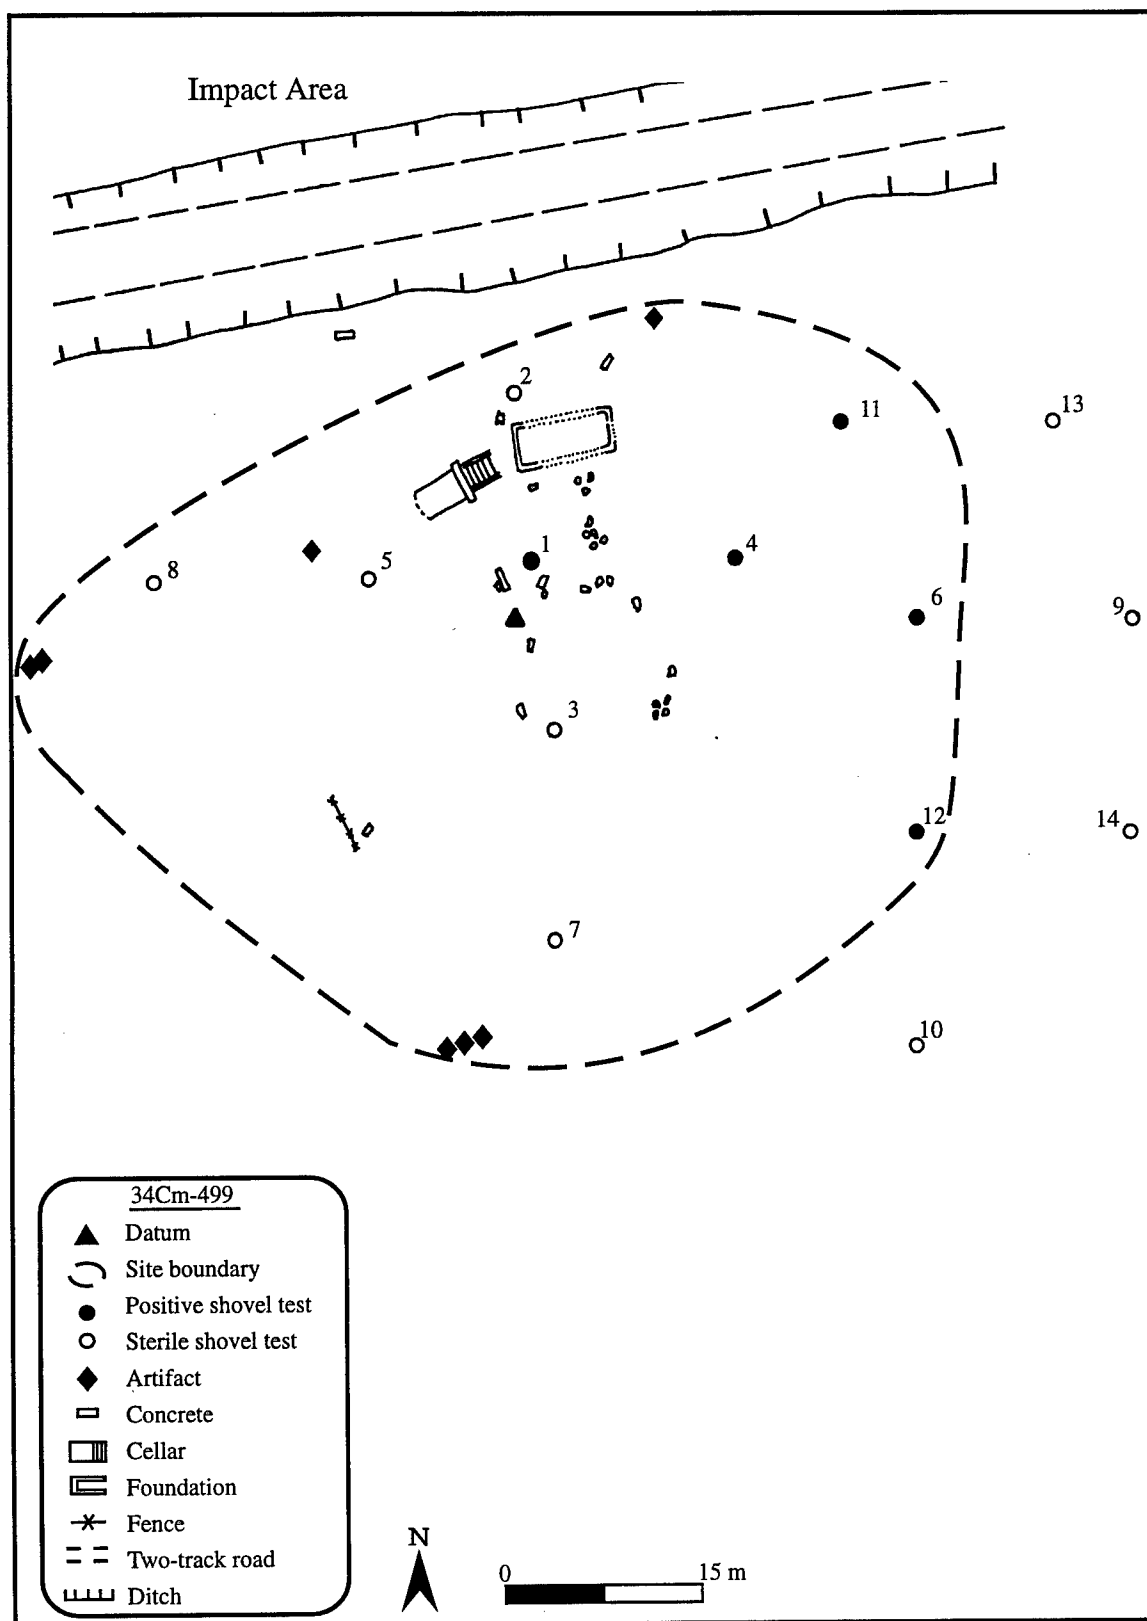 Impact Area
2
11
13
1
4
5
8
6
9
3
12
14
7
10
34Cm-499
Datum
Site boundary
Positive shovel test
Sterile shovel test
Artifact
Concrete
Cellar
Foundation
Fence
Two-track road
Ditch
N
0 15 m